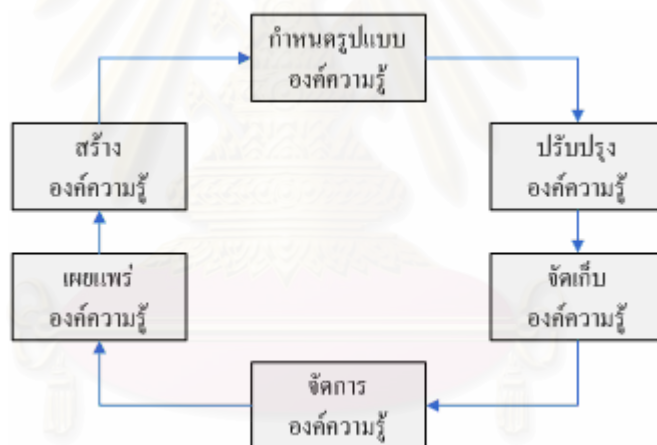 กำหนดรูปแบบ
องค์ความรู้
สร้าง
องค์ความรู้
ปรับปรุง
องค์ความรู้
เผยแพร่
องค์ความรู้
จัดเก็บ
องค์ความรู้
จัดการ
องค์ความรู้